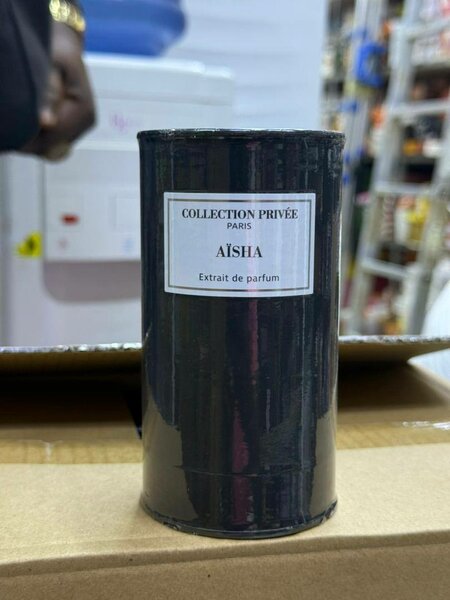 COLLECTION PRIVÉE
PARIS
AÏSHA
Extrait de parfum